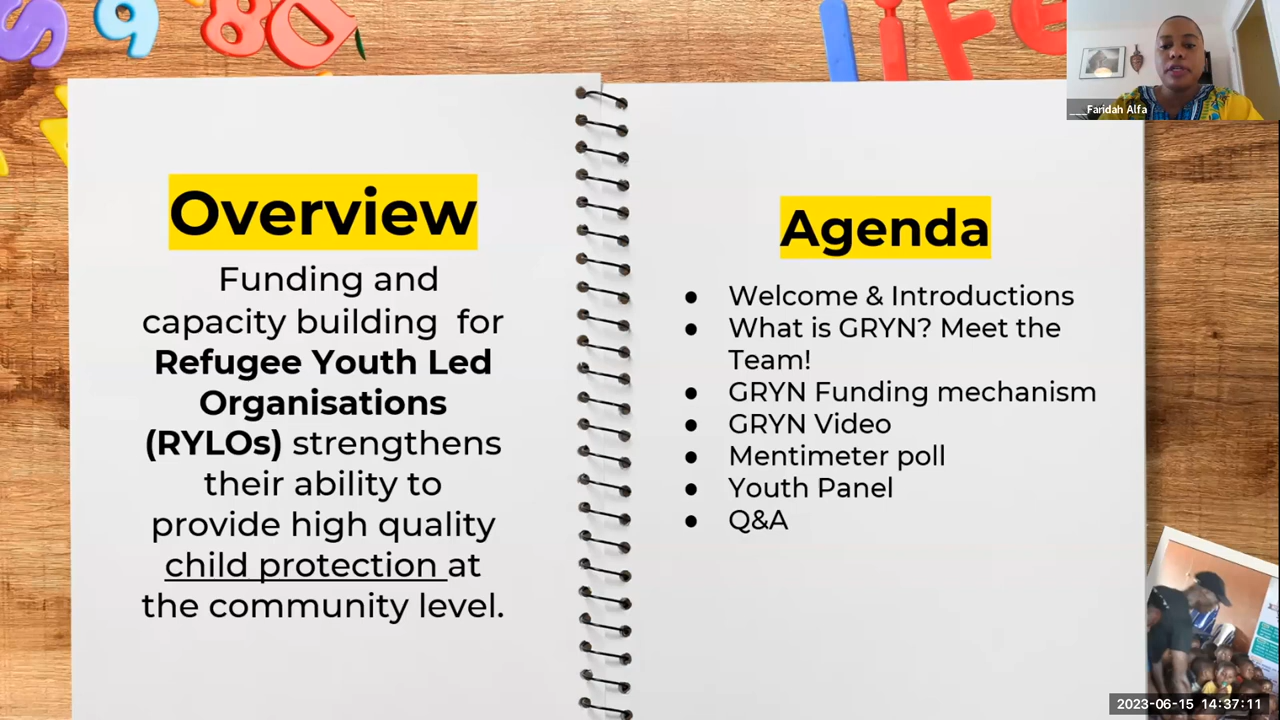 Overview
Funding and
capacity building for
Refugee Youth Led
Organisations
(RYLOs) strengthens
their ability to
provide high quality
child protection at
the community level.
Agenda
● Welcome & Introductions
● What is GRYN? Meet the
Team!
● GRYN Funding mechanism
● GRYN Video
● Mentimeter poll
● Youth Panel
● Q&A
LIFe
___Faridah Alfa
2023-06-15 14:37:11